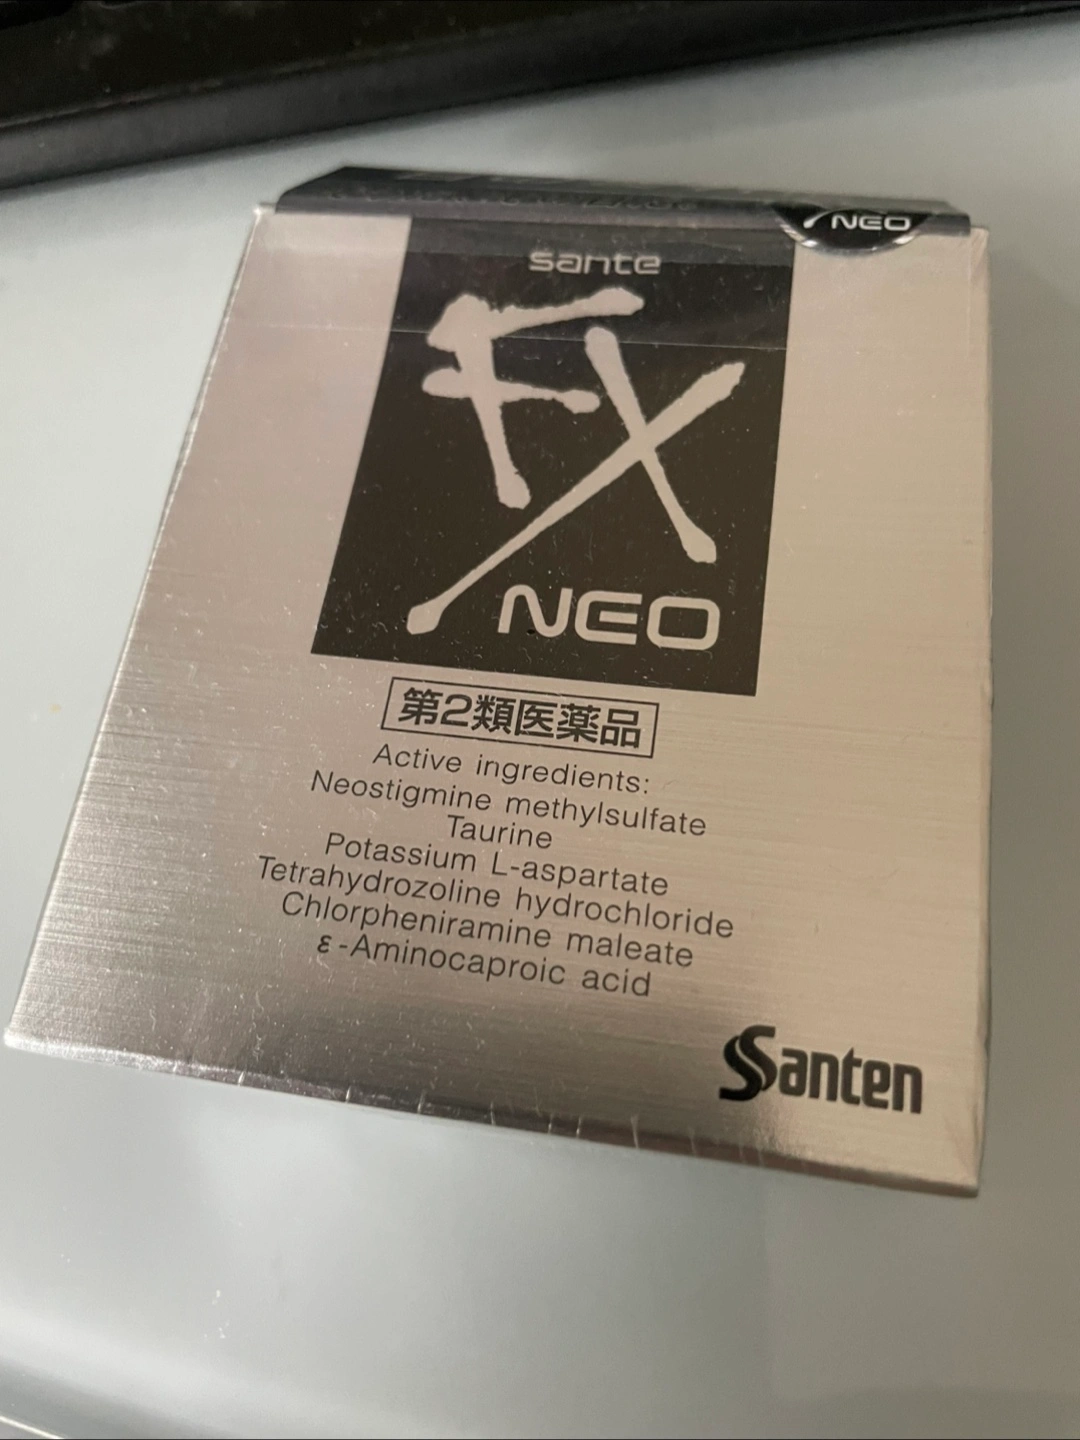 NEO
sante
FX
NEO
第2類医薬品
Active ingredients:
Neostigmine methylsulfate
Taurine
Potassium L-aspartate
Tetrahydrozoline hydrochloride
Chlorpheniramine maleate
ε-Aminocaproic acid
Santen